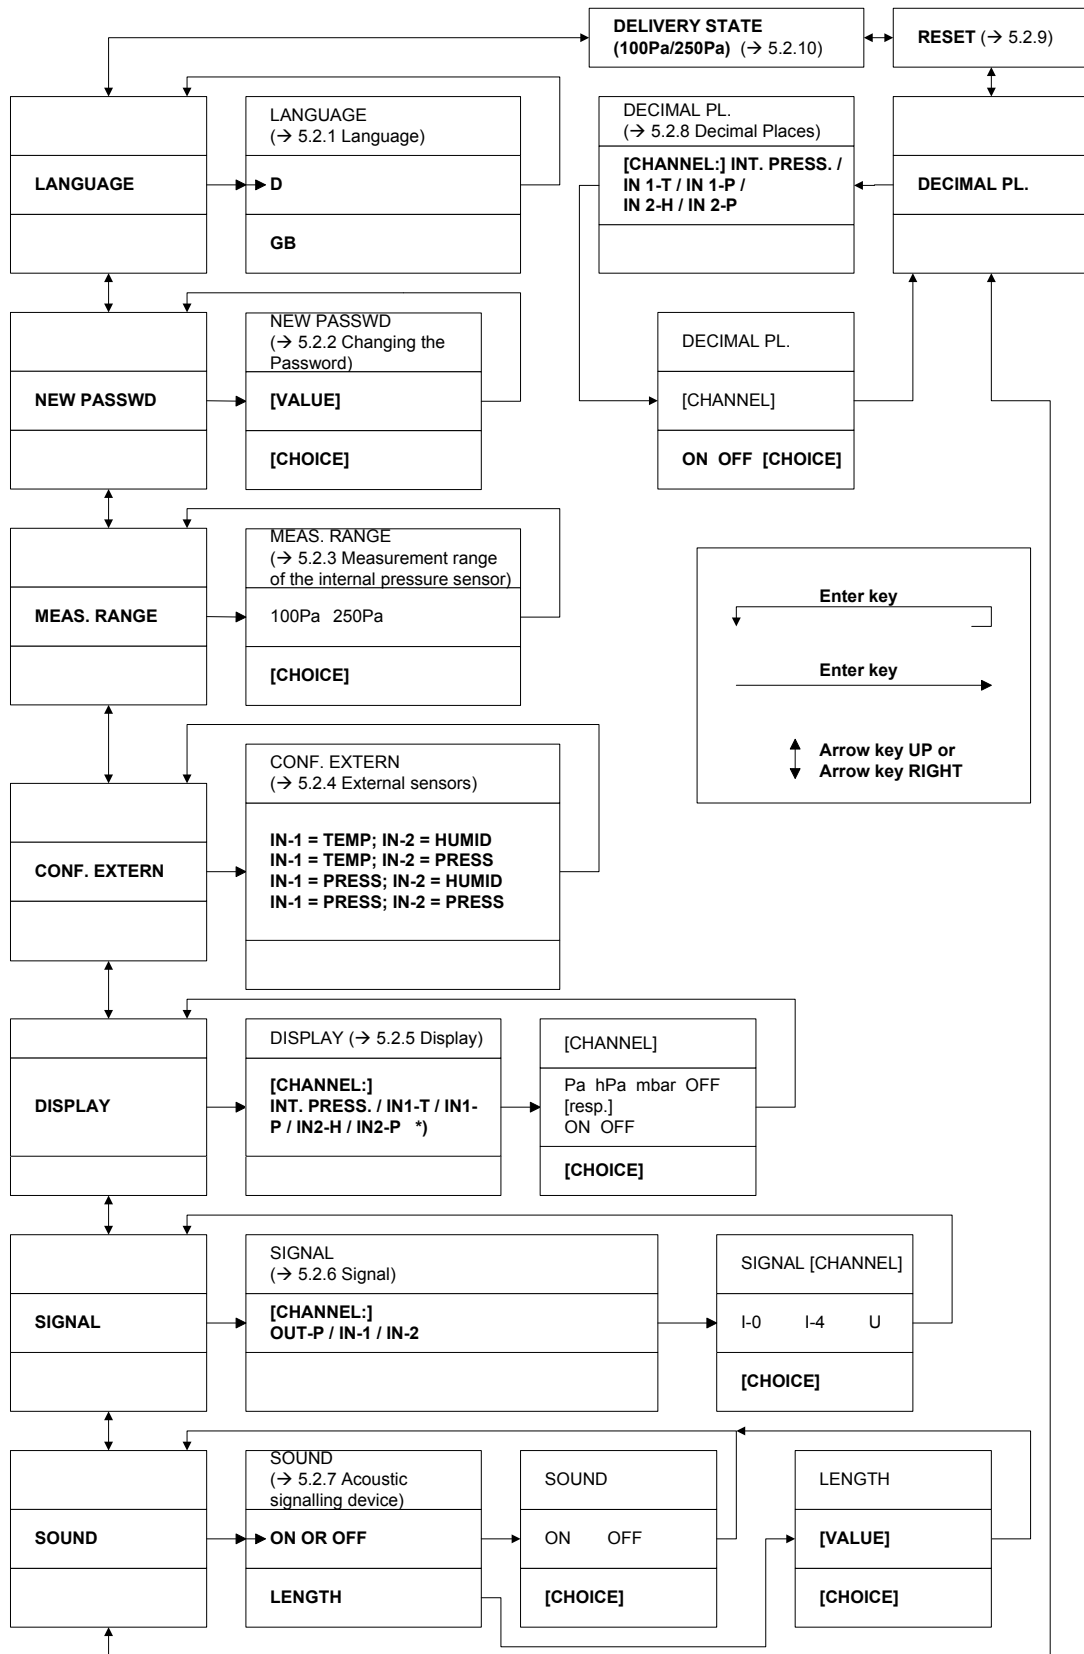 DELIVERY STATE
(100Pa/250Pa) (→ 5.2.10)
RESET (→ 5.2.9)
LANGUAGE
LANGUAGE
(→ 5.2.1 Language)
D
GB
DECIMAL PL.
(→ 5.2.8 Decimal Places)
[CHANNEL:] INT. PRESS. /
IN 1-T / IN 1-P /
IN 2-H / IN 2-P
DECIMAL PL.
NEW PASSWD
NEW PASSWD
(→ 5.2.2 Changing the
Password)
[VALUE]
[CHOICE]
DECIMAL PL.
[CHANNEL]
ON OFF [CHOICE]
MEAS. RANGE
MEAS. RANGE
(→ 5.2.3 Measurement range
of the internal pressure sensor)
100Pa 250Pa
[CHOICE]
Enter key
Enter key
Arrow key UP or
Arrow key RIGHT
CONF. EXTERN
CONF. EXTERN
(→ 5.2.4 External sensors)
IN-1 = TEMP; IN-2 = HUMID
IN-1 = TEMP; IN-2 = PRESS
IN-1 = PRESS; IN-2 = HUMID
IN-1 = PRESS; IN-2 = PRESS
DISPLAY
DISPLAY (→ 5.2.5 Display)
[CHANNEL:]
INT. PRESS. / IN1-T / IN1-
P / IN2-H / IN2-P *)
[CHANNEL]
Pa hPa mbar OFF
[resp.]
ON OFF
[CHOICE]
SIGNAL
SIGNAL
(→ 5.2.6 Signal)
[CHANNEL:]
OUT-P / IN-1 / IN-2
SIGNAL [CHANNEL]
I-0 I-4 U
[CHOICE]
SOUND
SOUND
(→ 5.2.7 Acoustic
signalling device)
ON OR OFF
LENGTH
SOUND
ON OFF
[CHOICE]
LENGTH
[VALUE]
[CHOICE]